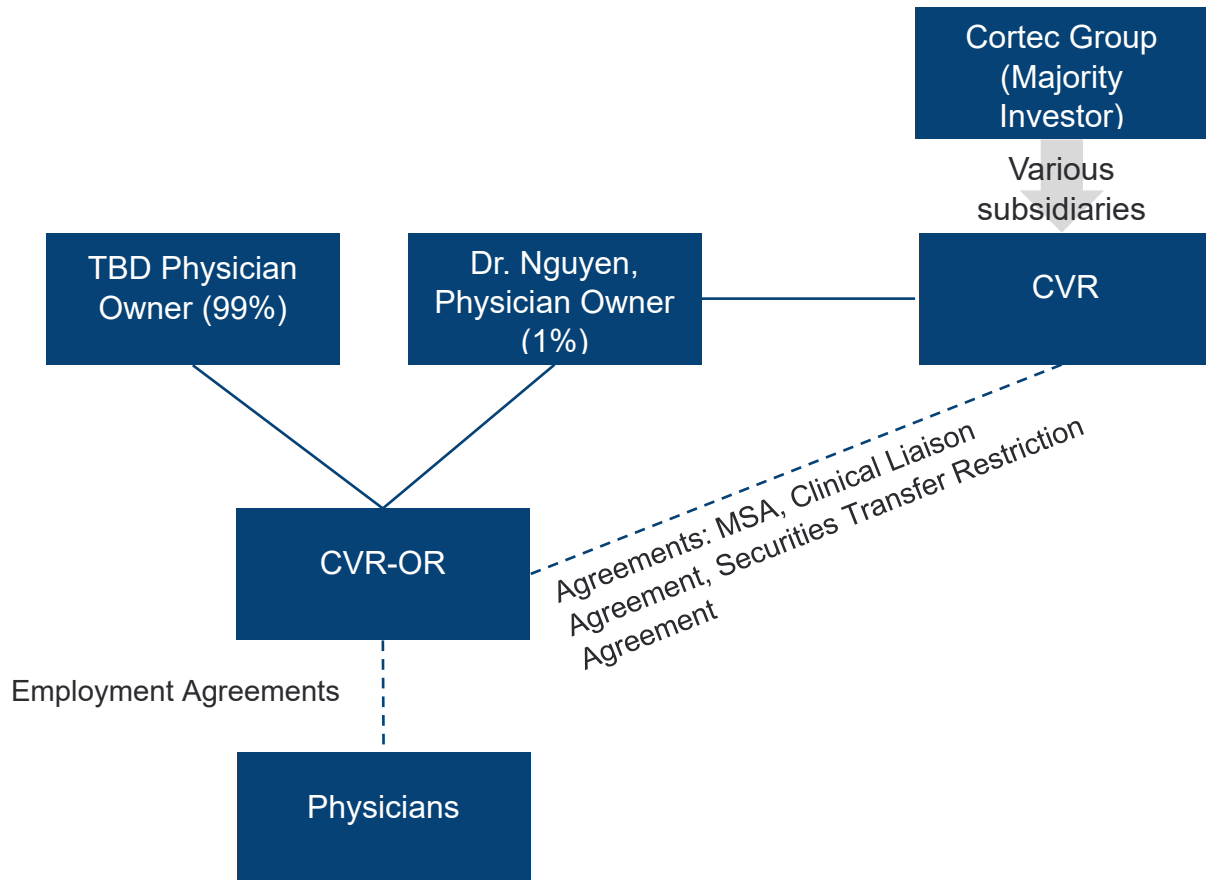 Cortec Group
(Majority
Investor)
Various
subsidiaries
TBD Physician
Owner (99%)
Dr. Nguyen,
Physician Owner
(1%)
CVR
Agreements: MSA, Clinical Liaison
Agreement, Securities Transfer Restriction
Agreement
CVR-OR
Employment Agreements
Physicians